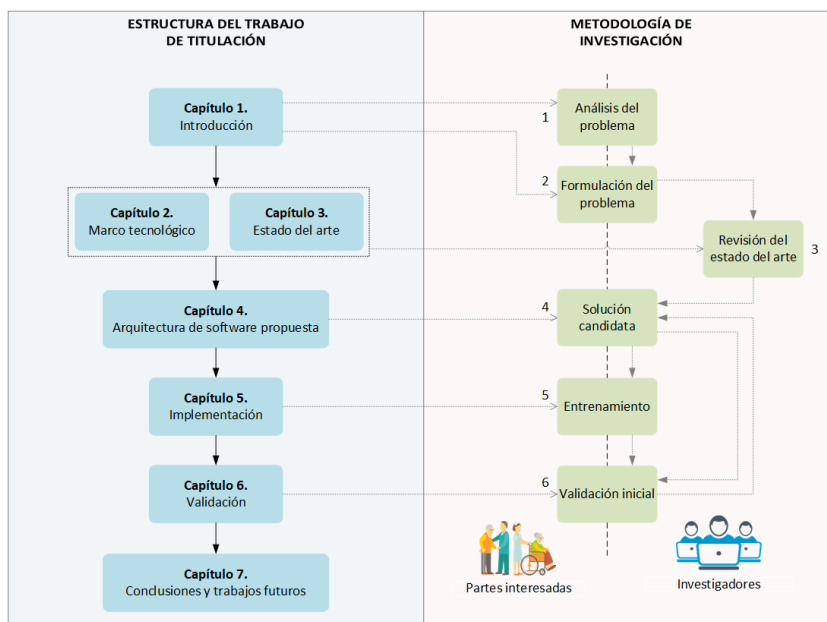 ESTRUCTURA DEL TRABAJO
DE TITULACIÓN
Capítulo 1.
Introducción
Capítulo 2.
Marco tecnológico
Capítulo 3.
Estado del arte
Capítulo 4.
Arquitectura de software propuesta
Capítulo 5.
Implementación
Capítulo 6.
Validación
Capítulo 7.
Conclusiones y trabajos futuros
METODOLOGÍA DE
INVESTIGACIÓN
1
Análisis del
problema
2
Formulación del
problema
Revisión del
estado del arte
3
4
Solución
candidata
5
Entrenamiento
6
Validación inicial
Partes interesadas
Investigadores